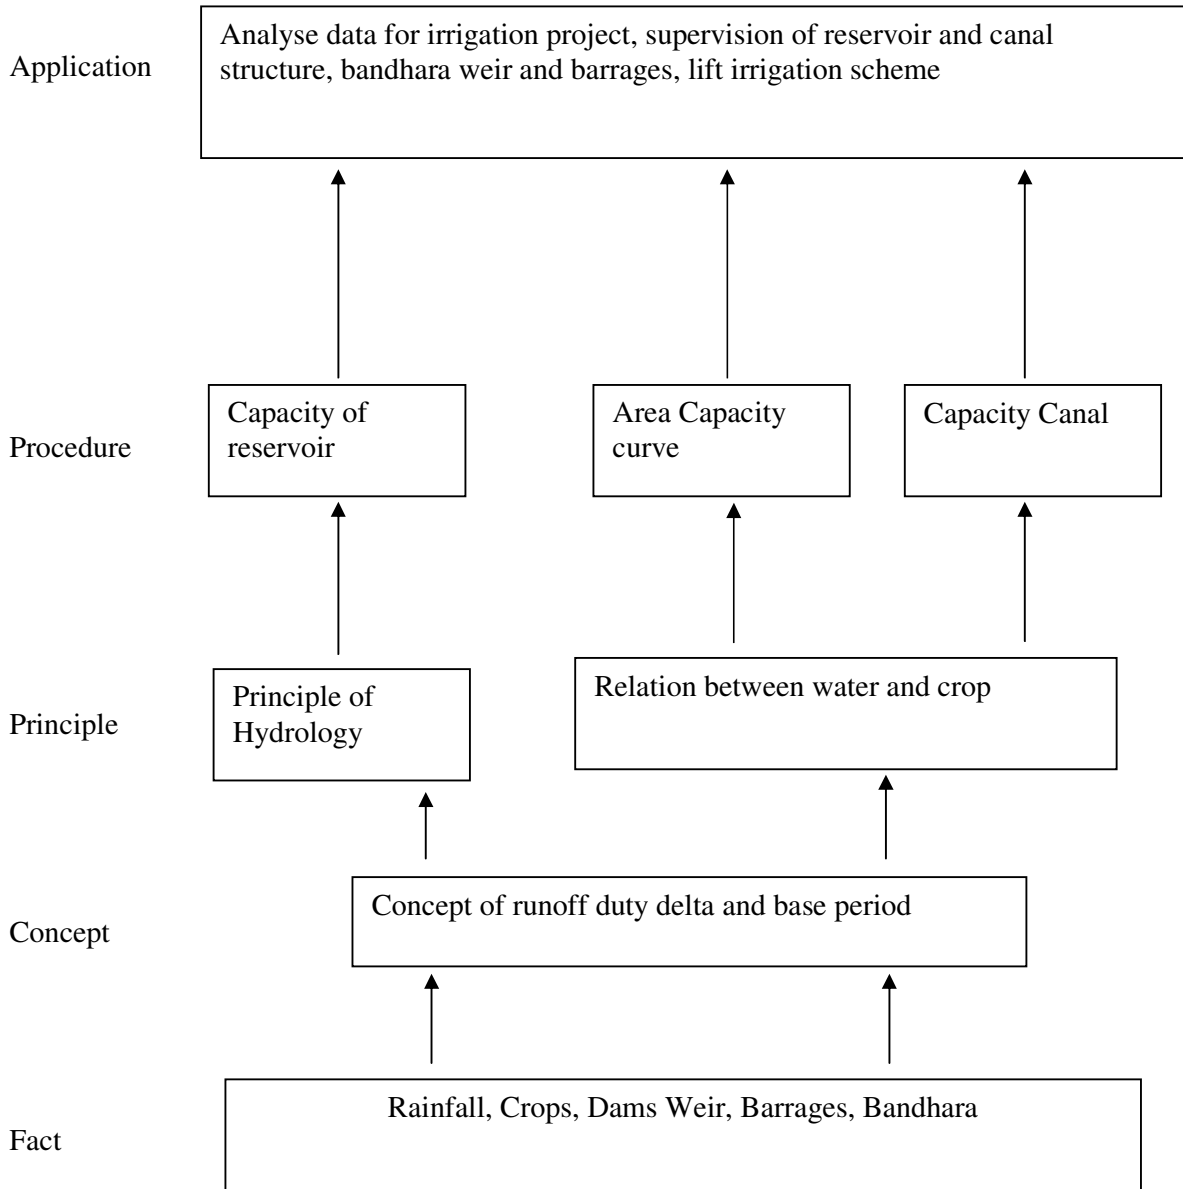 Application
Analyse data for irrigation project, supervision of reservoir and canal
structure, bandhara weir and barrages, lift irrigation scheme
Procedure
Capacity of
reservoir
Area Capacity
curve
Capacity Canal
Principle
Principle of
Hydrology
Relation between water and crop
Concept
Concept of runoff duty delta and base period
Fact
Rainfall, Crops, Dams Weir, Barrages, Bandhara